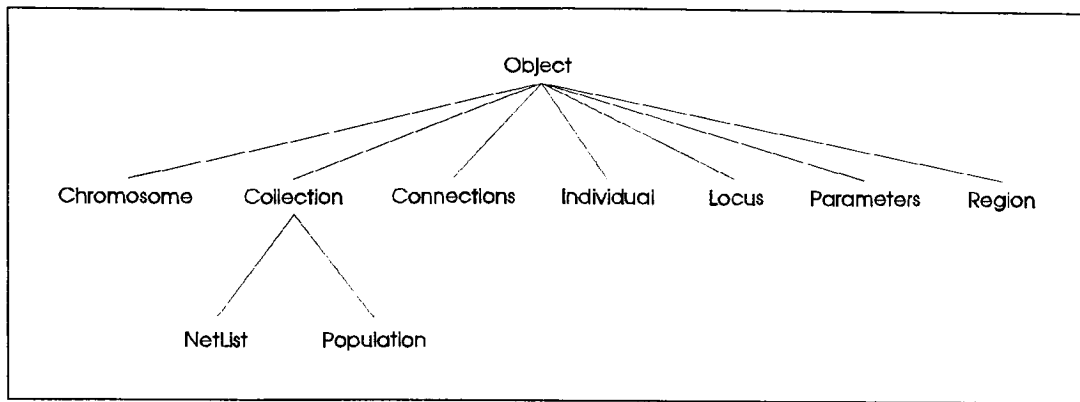 Object
Chromosome Collection Connections Individual Locus Parameters Region
NetList Population